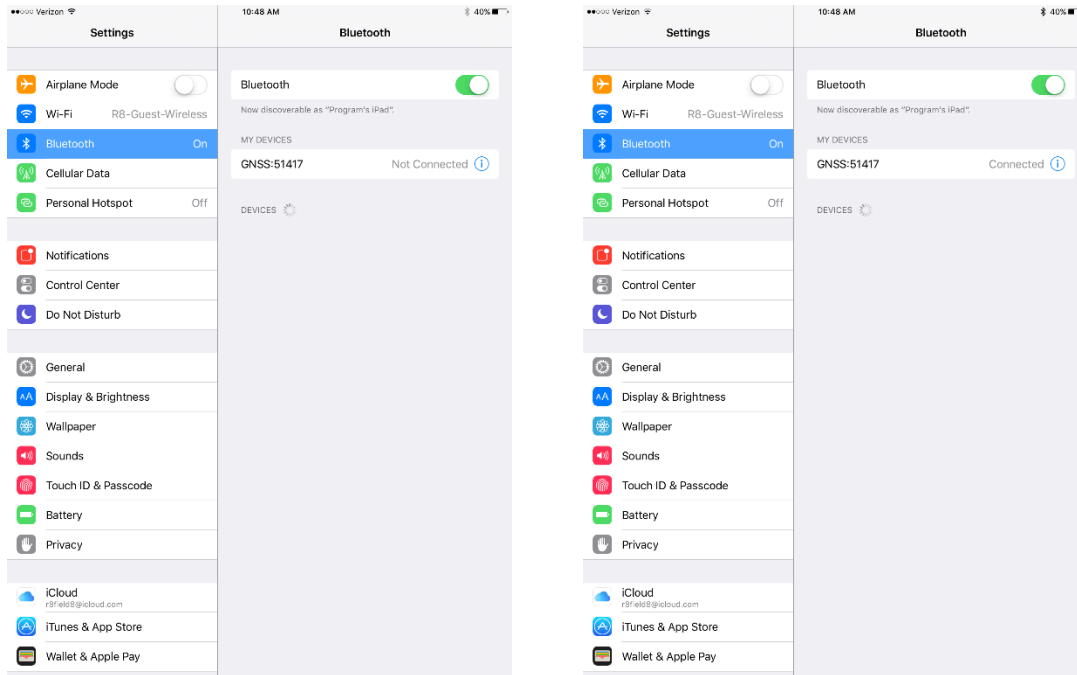 Verizon 10:48 AM 40%
Settings Bluetooth
Airplane Mode
Wi-Fi R8-Guest-Wireless
Bluetooth On
Cellular Data
Personal Hotspot Off
Notifications
Control Center
Do Not Disturb
General
Display & Brightness
AA
Wallpaper
Sounds
Touch ID & Passcode
Battery
Privacy
iCloud
r8field8@icloud.com
iTunes & App Store
Wallet & Apple Pay
Bluetooth
Now discoverable as “Program's iPad”.
MY DEVICES
GNSS:51417 Not Connected
DEVICES
Verizon 10:48 AM 40%
Settings Bluetooth
Airplane Mode
Wi-Fi R8-Guest-Wireless
Bluetooth On
Cellular Data
Personal Hotspot Off
Notifications
Control Center
Do Not Disturb
General
Display & Brightness
AA
Wallpaper
Sounds
Touch ID & Passcode
Battery
Privacy
iCloud
r8field8@icloud.com
iTunes & App Store
Wallet & Apple Pay
Bluetooth
Now discoverable as “Program's iPad”.
MY DEVICES
GNSS:51417 Connected
DEVICES